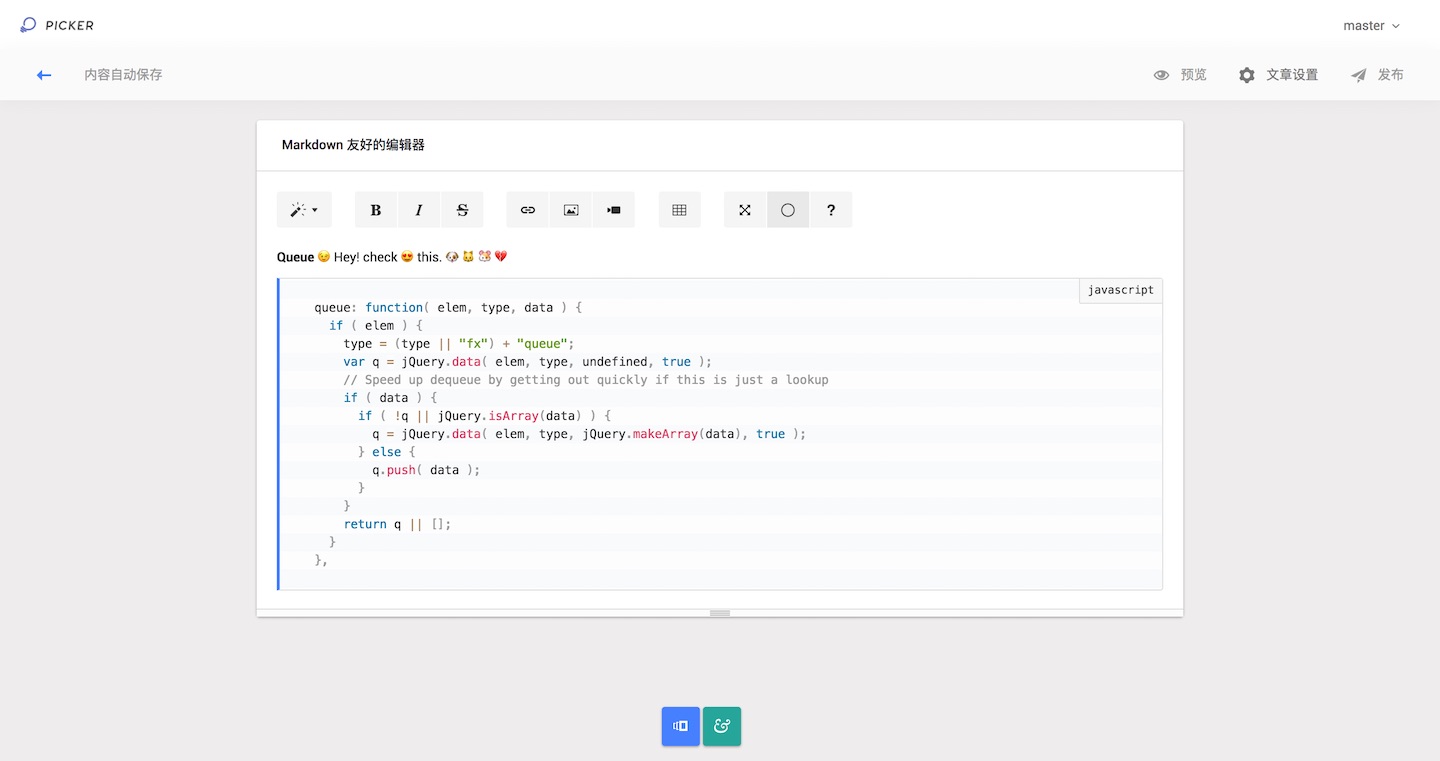 PICKER
master
内容自动保存
预览
文章设置
发布
Markdown 友好的编辑器
B I S ?
Queue 😉 Hey! check 😍 this. 🐶 🐱 🐹 💔
javascript
queue: function( elem, type, data ) {
  if ( elem ) {
    type = (type || "fx") + "queue";
    var q = jQuery.data( elem, type, undefined, true );
    // Speed up dequeue by getting out quickly if this is just a lookup
    if ( data ) {
      if ( !q || jQuery.isArray(data) ) {
        q = jQuery.data( elem, type, jQuery.makeArray(data), true );
      } else {
        q.push( data );
      }
    }
    return q || [];
  }
},
&